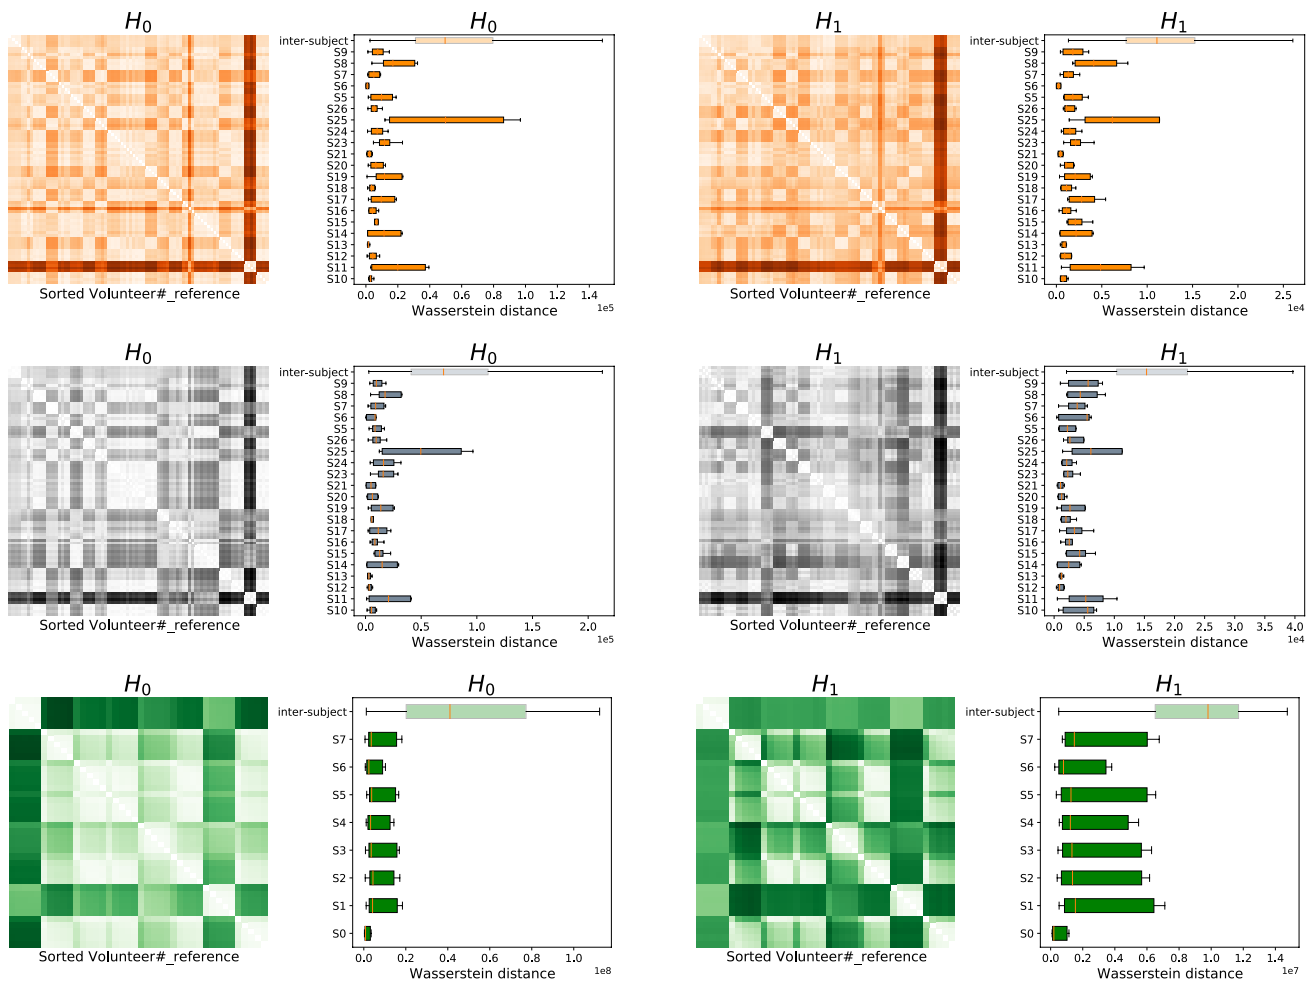 H0
Sorted Volunteer#_reference
H0
inter-subject
S9
S8
S7
S6
S5
S26
S25
S24
S23
S21
S20
S19
S18
S17
S16
S15
S14
S13
S12
S11
S10
0.0 0.2 0.4 0.6 0.8 1.0 1.2 1.4
Wasserstein distance
1e5
H1
Sorted Volunteer#_reference
H1
inter-subject
S9
S8
S7
S6
S5
S26
S25
S24
S23
S21
S20
S19
S18
S17
S16
S15
S14
S13
S12
S11
S10
0.0 0.5 1.0 1.5 2.0 2.5
Wasserstein distance
1e4
H0
Sorted Volunteer#_reference
H0
inter-subject
S9
S8
S7
S6
S5
S26
S25
S24
S23
S21
S20
S19
S18
S17
S16
S15
S14
S13
S12
S11
S10
0.0 0.5 1.0 1.5 2.0
Wasserstein distance
1e5
H1
Sorted Volunteer#_reference
H1
inter-subject
S9
S8
S7
S6
S5
S26
S25
S24
S23
S21
S20
S19
S18
S17
S16
S15
S14
S13
S12
S11
S10
0.0 0.5 1.0 1.5 2.0 2.5 3.0 3.5 4.0
Wasserstein distance
1e4
H0
Sorted Volunteer#_reference
H0
inter-subject
S7
S6
S5
S4
S3
S2
S1
S0
0.0 0.2 0.4 0.6 0.8 1.0
Wasserstein distance
1e8
H1
Sorted Volunteer#_reference
H1
inter-subject
S7
S6
S5
S4
S3
S2
S1
S0
0.0 0.2 0.4 0.6 0.8 1.0 1.2 1.4
Wasserstein distance
1e7